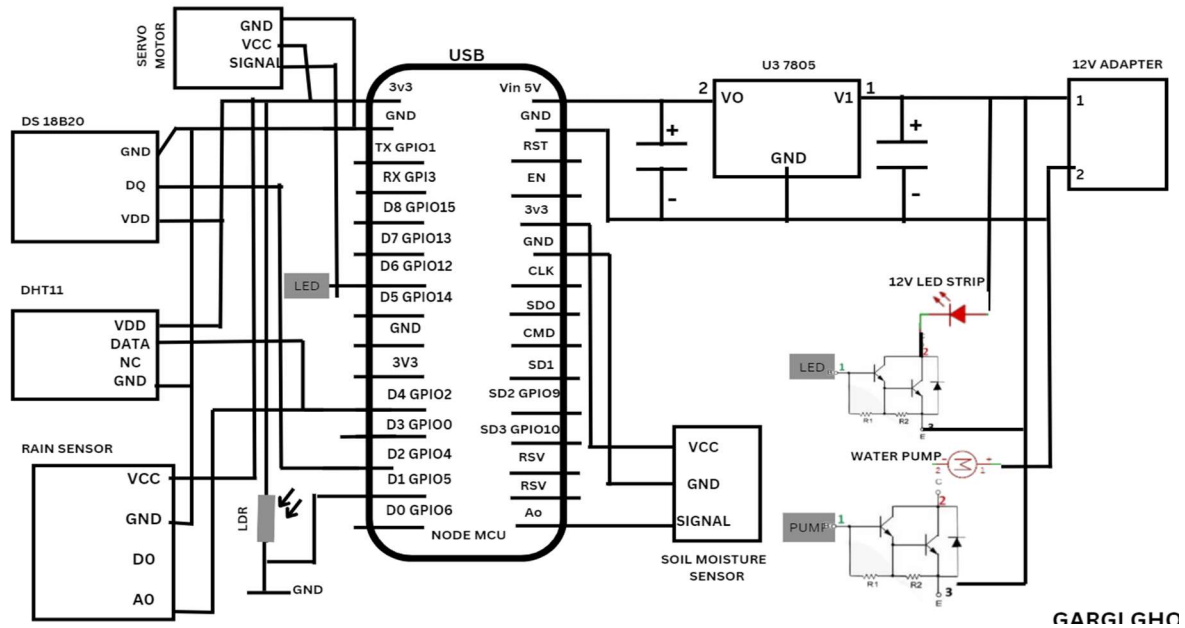 SERVO
MOTOR
GND
VCC
SIGNAL
DS 18B20
GND
DQ
VDD
DHT11
VDD
DATA
NC
GND
RAIN SENSOR
VCC
GND
D0
A0
LED
LDR
GND
USB
3v3
GND
TX GPIO1
RX GPI3
D8 GPIO15
D7 GPIO13
D6 GPIO12
D5 GPIO14
GND
3V3
D4 GPIO2
D3 GPIO0
D2 GPIO4
D1 GPIO5
D0 GPIO6
Vin 5V
GND
RST
EN
3v3
GND
CLK
SDO
CMD
SD1
SD2 GPIO9
SD3 GPIO10
RSV
RSV
Ao
NODE MCU
U3 7805
2 VO V1 1
GND
+
-
+
-
12V ADAPTER
1
2
VCC
GND
SIGNAL
SOIL MOISTURE
SENSOR
12V LED STRIP
2
LED 1
R1 R2
3
E
WATER PUMP
- +
2 M 1
C
2
PUMP 1
R1 R2
3
E
GARGI GHO